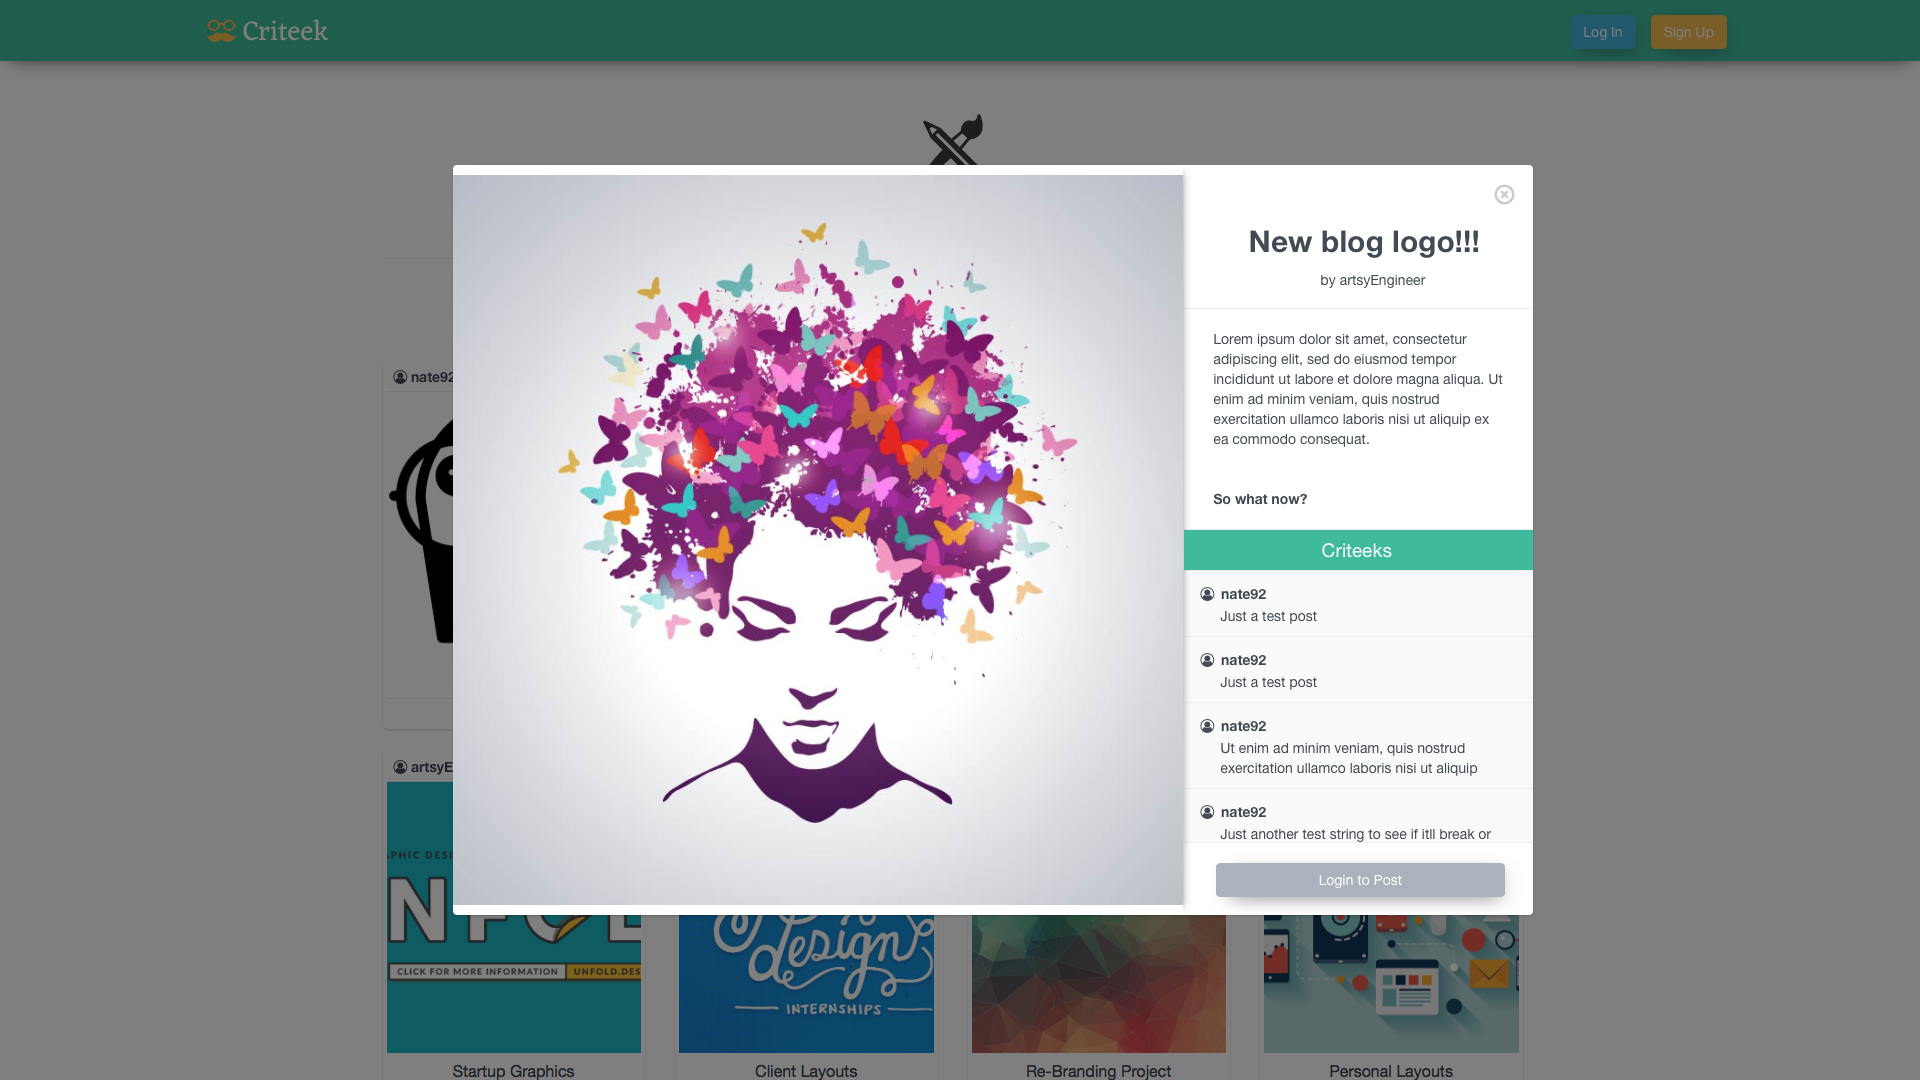 Criteek
Log In
Sign Up
New blog logo!!!
by artsyEngineer
Lorem ipsum dolor sit amet, consectetur
adipiscing elit, sed do eiusmod tempor
incididunt ut labore et dolore magna aliqua. Ut
enim ad minim veniam, quis nostrud
exercitation ullamco laboris nisi ut aliquip ex
ea commodo consequat.
So what now?
Criteeks
nate92
Just a test post
nate92
Just a test post
nate92
Ut enim ad minim veniam, quis nostrud
exercitation ullamco laboris nisi ut aliquip
nate92
Just another test string to see if itll break or
Login to Post
nate92
artsyE
APHIC DESI
NFOL
CLICK FOR MORE INFORMATION
UNFOLD.DES
design
INTERNSHIPS
Startup Graphics
Client Layouts
Re-Branding Project
Personal Layouts